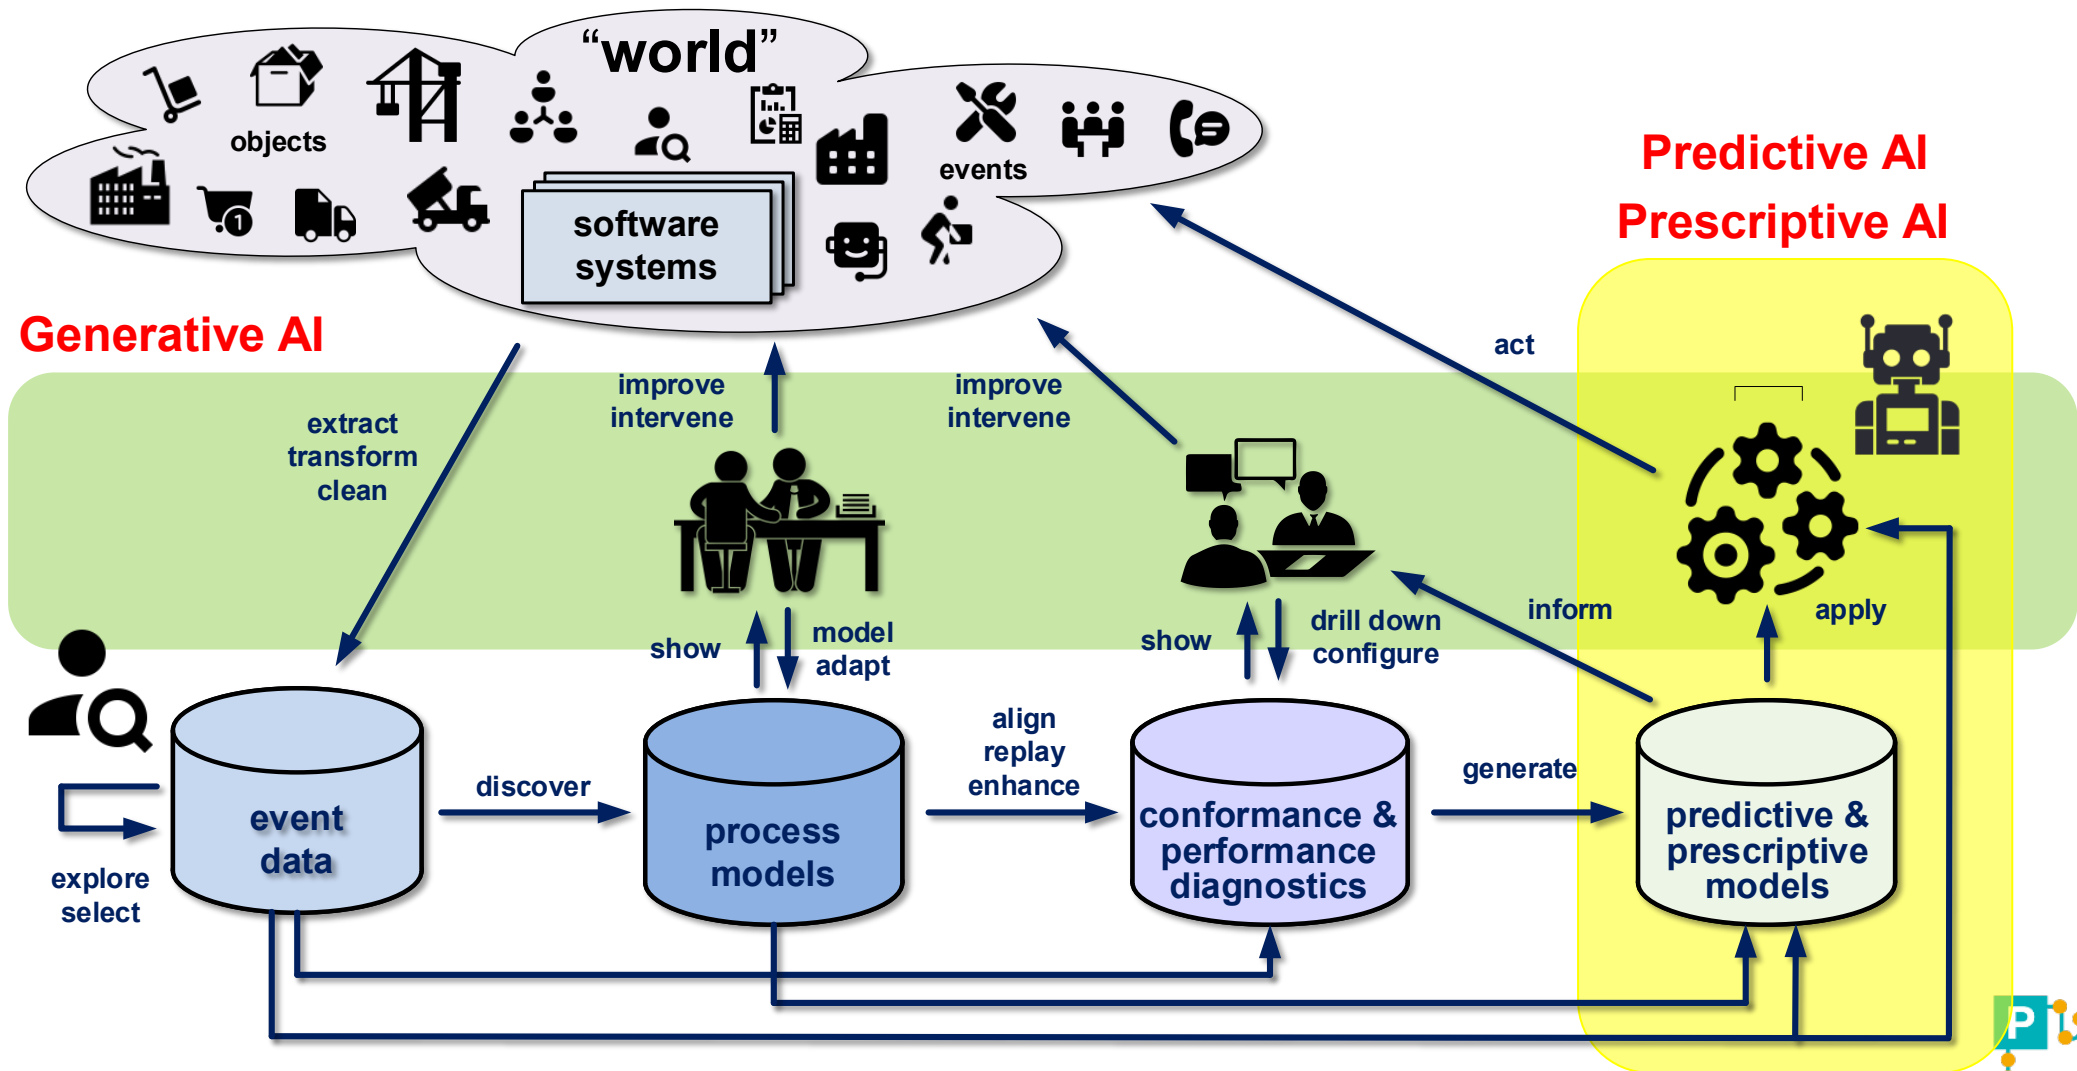 “world”
objects
events
software
systems
1
Predictive AI
Prescriptive AI
Generative AI
act
improve
intervene
improve
intervene
extract
transform
clean
show
model
adapt
show
drill down
configure
inform
apply
align
replay
enhance
discover
generate
event
data
process
models
conformance &
performance
diagnostics
predictive &
prescriptive
models
explore
select
P